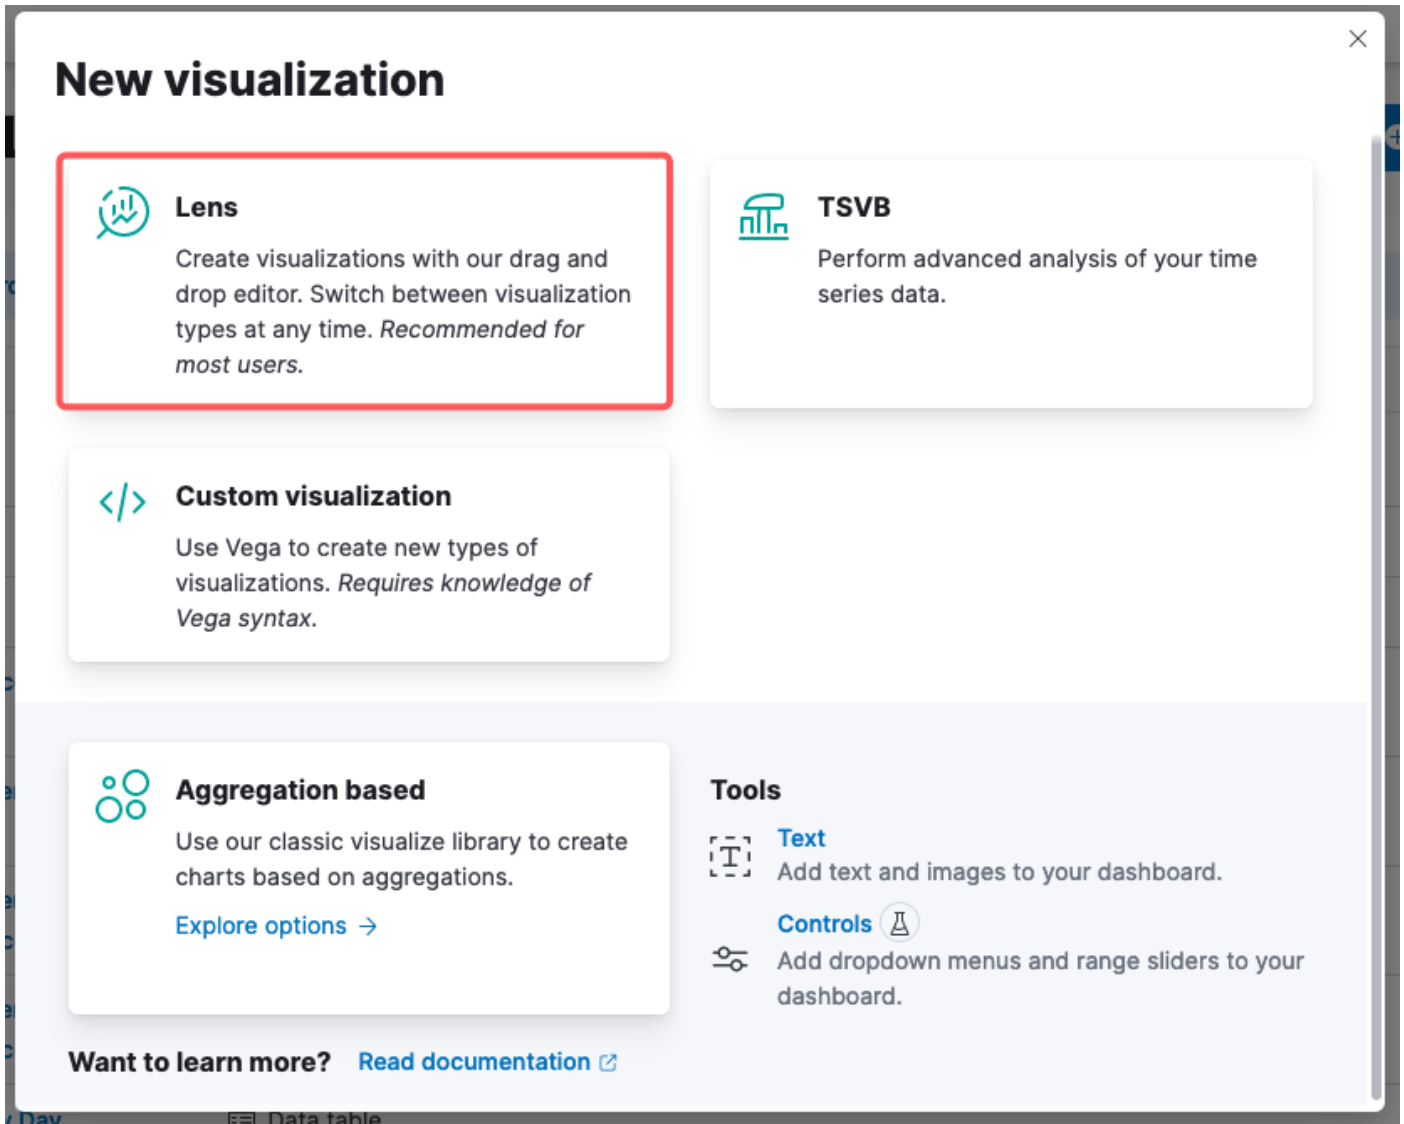 New visualization
Lens
Create visualizations with our drag and
drop editor. Switch between visualization
types at any time. Recommended for
most users.
TSVB
Perform advanced analysis of your time
series data.
Custom visualization
Use Vega to create new types of
visualizations. Requires knowledge of
Vega syntax.
Aggregation based
Use our classic visualize library to create
charts based on aggregations.
Explore options →
Tools
Text
Add text and images to your dashboard.
Controls
Add dropdown menus and range sliders to your
dashboard.
Want to learn more? Read documentation
Day Data table